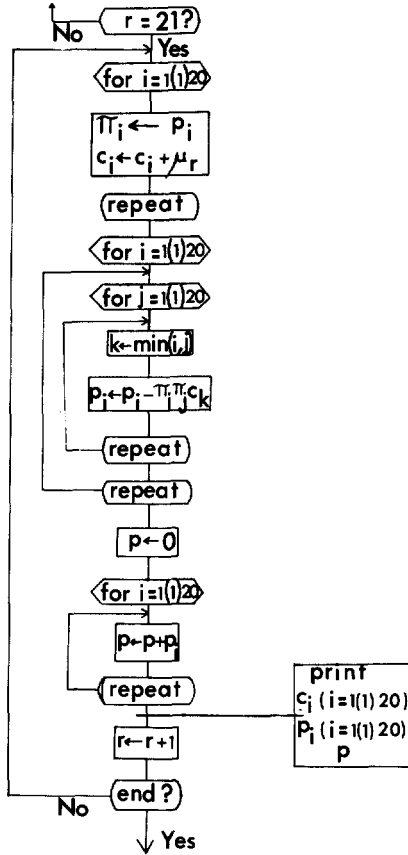 r = 21?
No
Yes
for i = 1(1)20
πᵢ ← pᵢ
cᵢ ← cᵢ + μᵣ
repeat
for i = 1(1)20
for j = 1(1)20
k ← min(i,j)
pᵢ ← pᵢ − πᵢπⱼcₖ
repeat
repeat
p ← 0
for i = 1(1)20
p ← p + pᵢ
repeat
print
cᵢ (i = 1(1) 20)
pᵢ (i = 1(1) 20)
p
r ← r + 1
end ?
No
Yes